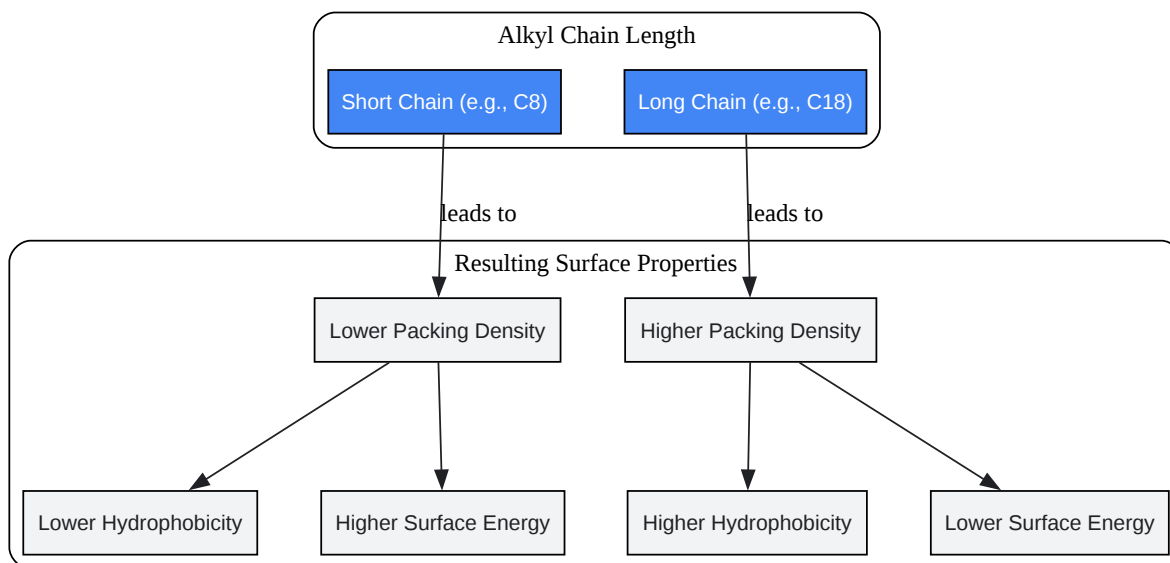 Alkyl Chain Length
Short Chain (e.g., C8)
Long Chain (e.g., C18)
leads to
leads to
Resulting Surface Properties
Lower Packing Density
Higher Packing Density
Lower Hydrophobicity
Higher Surface Energy
Higher Hydrophobicity
Lower Surface Energy